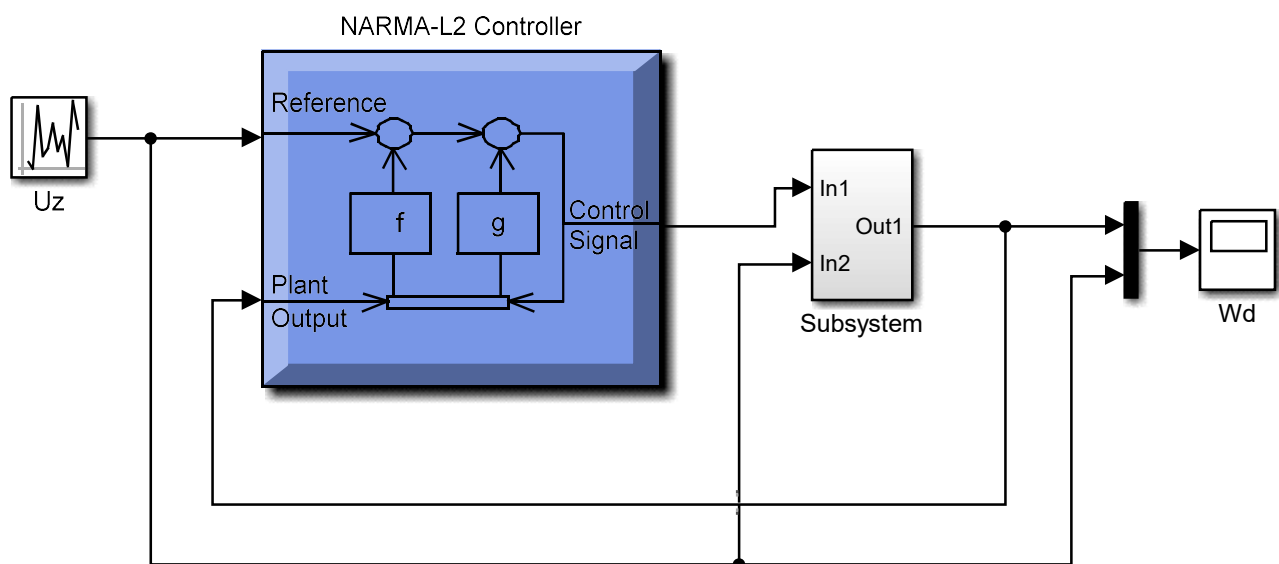 NARMA-L2 Controller
Reference
Uz
f
g
Control
Signal
Plant
Output
In1
Out1
In2
Subsystem
Wd